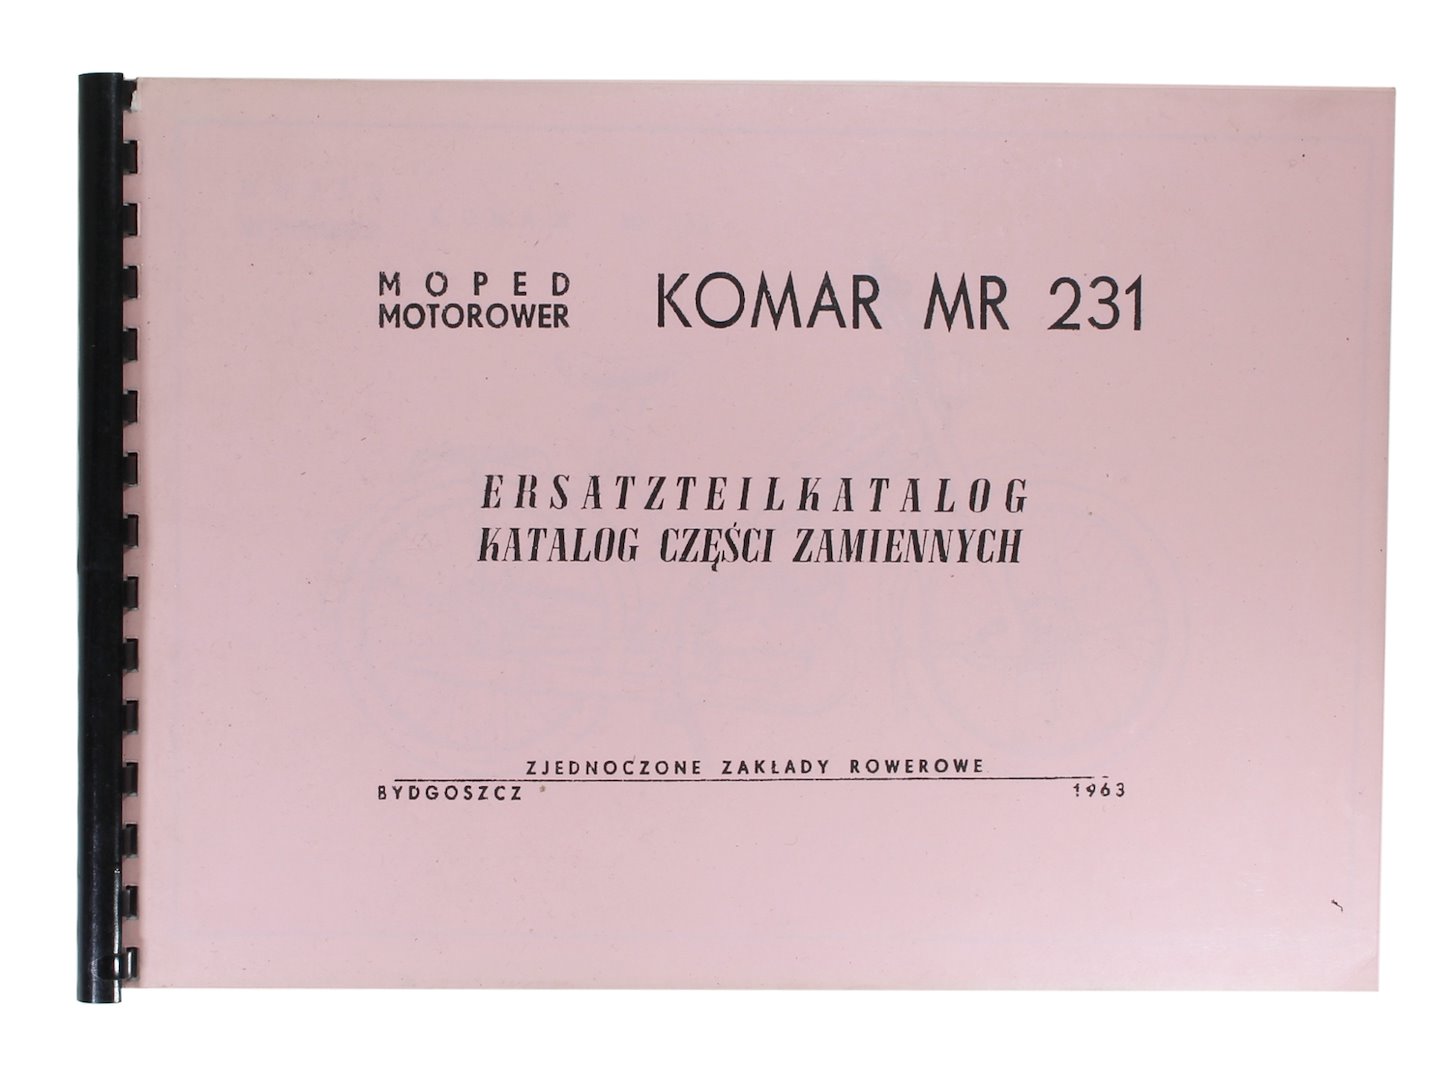 MOPED
MOTOROWER KOMAR MR 231
ERSATZTEILKATALOG
KATALOG CZĘŚCI ZAMIENNYCH
ZJEDNOCZONE ZAKŁADY ROWEROWE
BYDGOSZCZ 1963